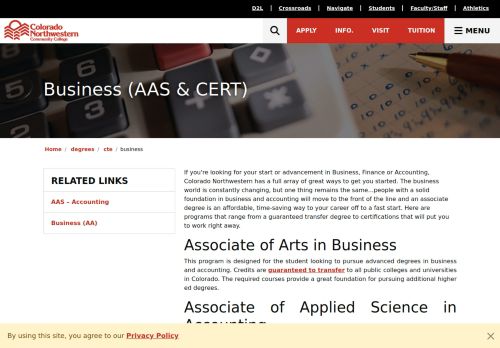 D2L | Crossroads | Navigate | Students | Faculty/Staff | Athletics
Colorado
Northwestern
Community College
APPLY INFO. VISIT TUITION MENU
Business (AAS & CERT)
Home / degrees / cte / business
RELATED LINKS
AAS – Accounting
Business (AA)
If you're looking for your start or advancement in Business, Finance or Accounting,
Colorado Northwestern has a full array of great ways to get you started. The business
world is constantly changing, but one thing remains the same...people with a solid
foundation in business and accounting will move to the front of the line and an associate
degree is an affordable, time-saving way to your career off to a fast start. Here are
programs that range from a guaranteed transfer degree to certifications that will put you
to work right away.
Associate of Arts in Business
This program is designed for the student looking to pursue advanced degrees in business
and accounting. Credits are guaranteed to transfer to all public colleges and universities
in Colorado. The required courses provide a great foundation for pursuing additional higher
ed degrees.
Associate of Applied Science in
Accounting
By using this site, you agree to our Privacy Policy